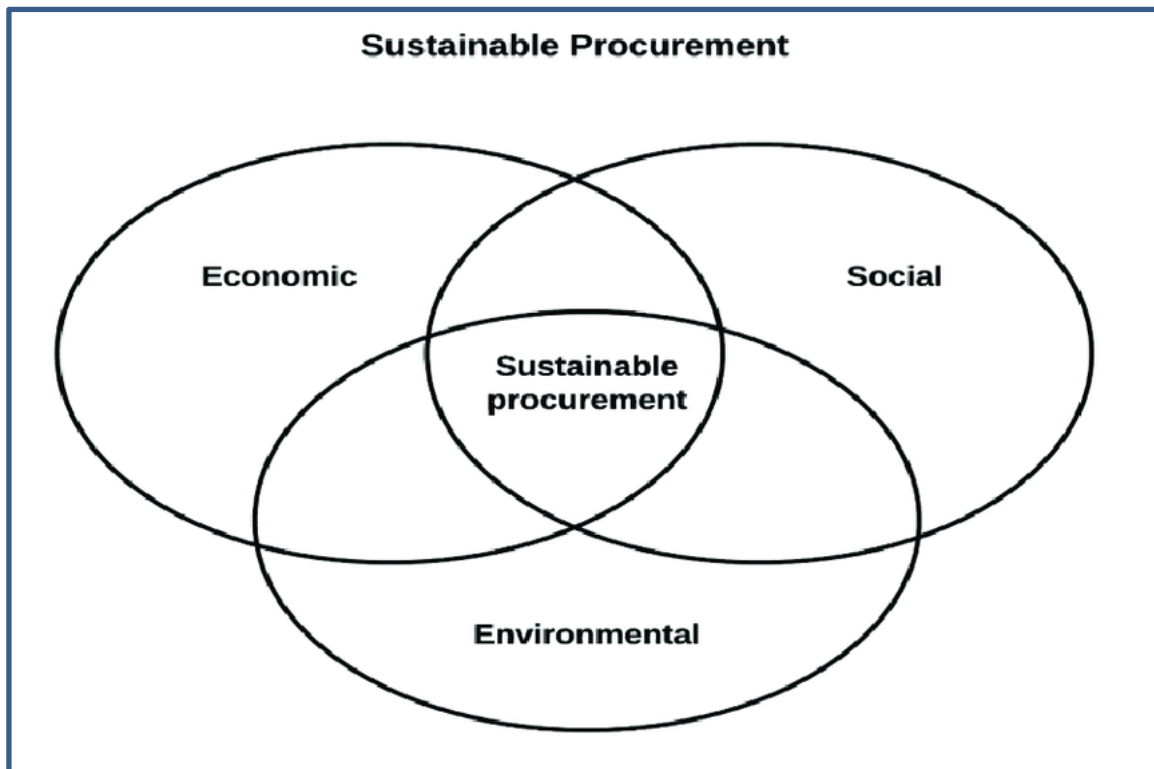 Sustainable Procurement
Economic
Social
Sustainable
procurement
Environmental